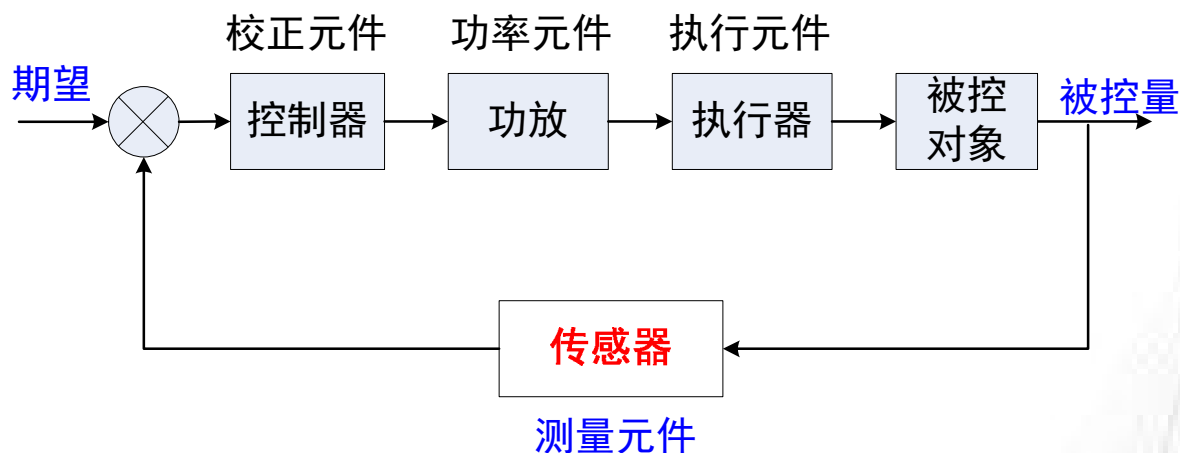 校正元件
功率元件
执行元件
期望
控制器
功放
执行器
被控
对象
被控量
传感器
测量元件